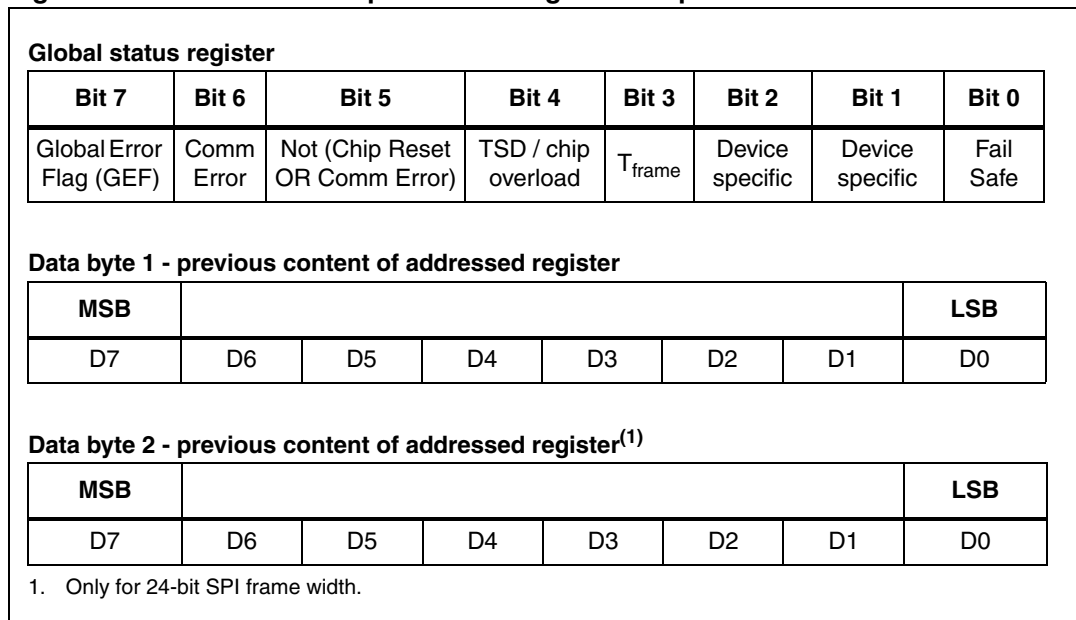 Global status register
Bit 7 Bit 6 Bit 5 Bit 4 Bit 3 Bit 2 Bit 1 Bit 0
Global Error Comm Not (Chip Reset TSD / chip Tframe Device Device Fail
Flag (GEF) Error OR Comm Error) overload specific specific Safe
Data byte 1 - previous content of addressed register
MSB LSB
D7 D6 D5 D4 D3 D2 D1 D0
Data byte 2 - previous content of addressed register(1)
MSB LSB
D7 D6 D5 D4 D3 D2 D1 D0
1. Only for 24-bit SPI frame width.